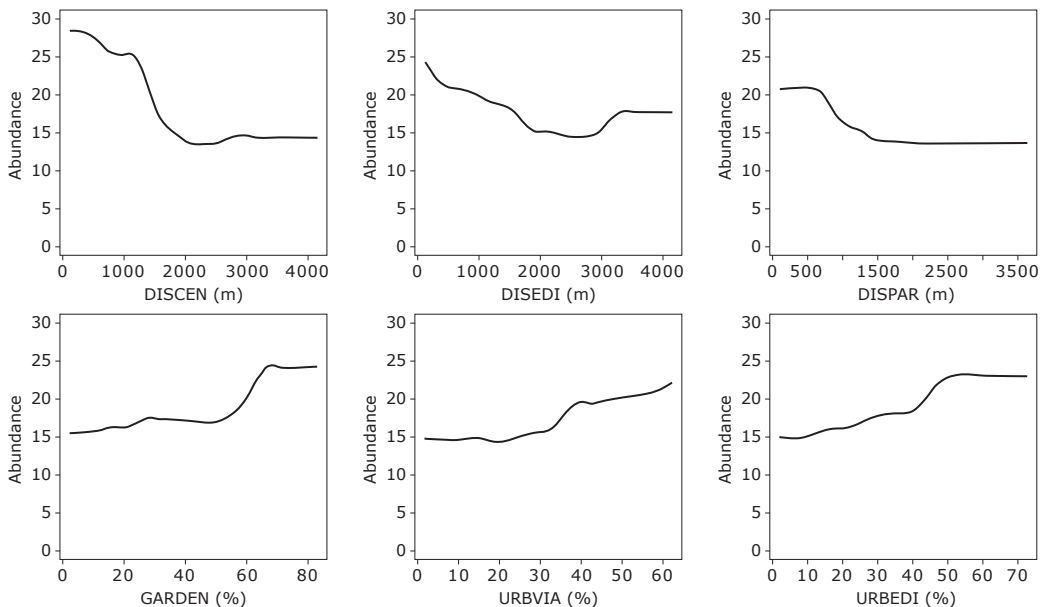 30
25
20
15
10
5
0
Abundance
0 1000 2000 3000 4000
DISCEN (m)
30
25
20
15
10
5
0
Abundance
0 1000 2000 3000 4000
DISEDI (m)
30
25
20
15
10
5
0
Abundance
0 500 1500 2500 3500
DISPAR (m)
30
25
20
15
10
5
0
Abundance
0 20 40 60 80
GARDEN (%)
30
25
20
15
10
5
0
Abundance
0 10 20 30 40 50 60
URBVIA (%)
30
25
20
15
10
5
0
Abundance
0 10 20 30 40 50 60 70
URBEDI (%)